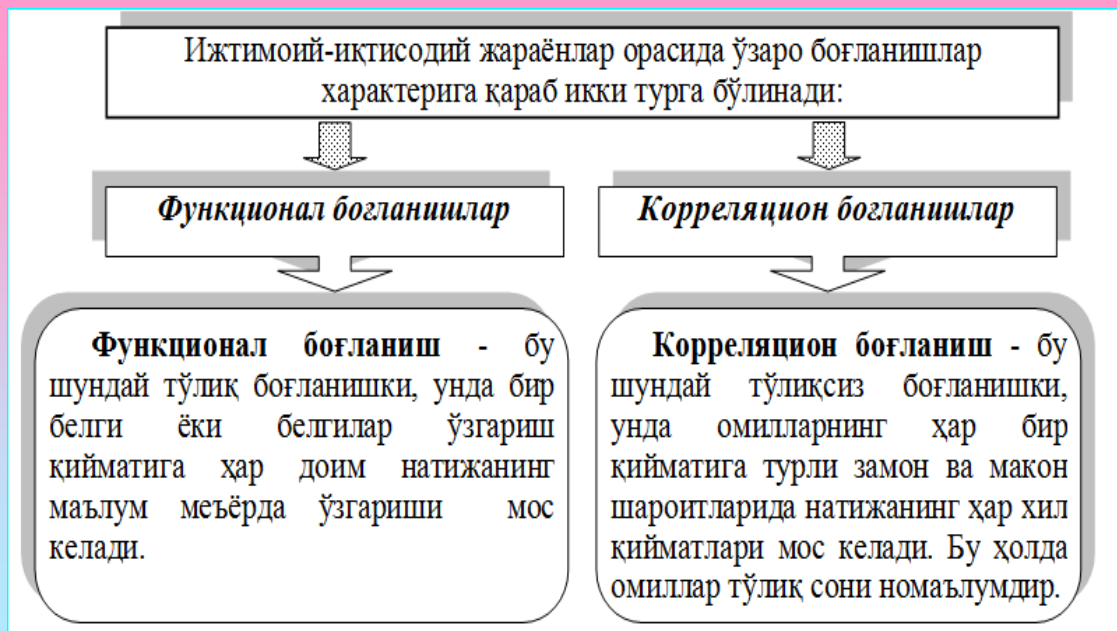 Ижтимоий-иқтисодий жараёнлар орасида ўзаро боғланишлар
характерига қараб икки турга бўлинади:
Функционал боғланишлар
Корреляцион боғланишлар
Функционал боғланиш - бу
шундай тўлиқ боғланишки, унда бир
белги ёки белгилар ўзгариш
қийматига ҳар доим натижанинг
маълум меъёрда ўзгариши мос
келади.
Корреляцион боғланиш - бу
шундай тўлиқсиз боғланишки,
унда омилларнинг ҳар бир
қийматига турли замон ва макон
шароитларида натижанинг ҳар хил
қийматлари мос келади. Бу ҳолда
омиллар тўлиқ сони номаълумдир.